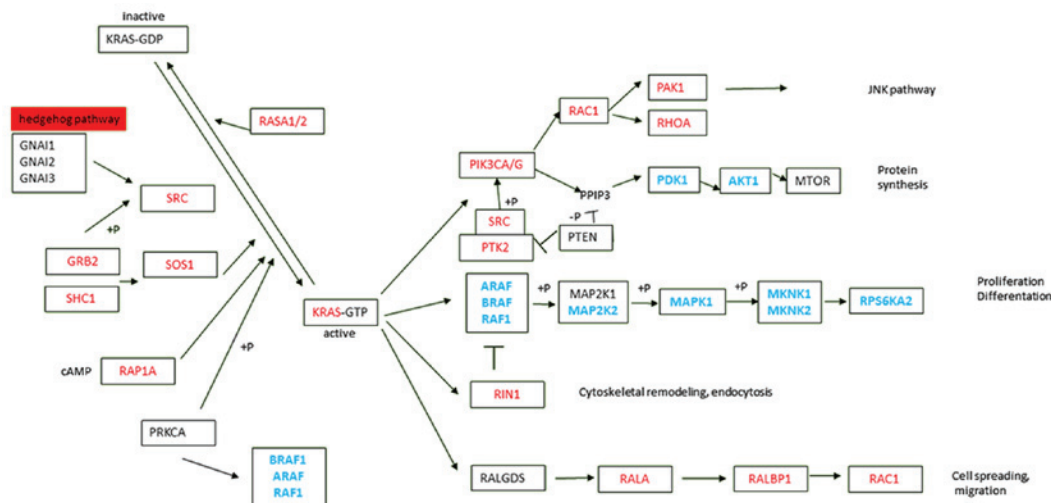 inactive
KRAS-GDP
hedgehog pathway
GNAI1
GNAI2
GNAI3
RASA1/2
SRC
+P
GRB2
SHC1
SOS1
cAMP
RAP1A
+P
PRKCA
BRAF1
ARAF
RAF1
KRAS-GTP
active
PAK1
JNK pathway
RAC1
RHOA
PIK3CA/G
PPIP3
PDK1
AKT1
MTOR
Protein
synthesis
+P
SRC
PTK2
-P
PTEN
ARAF
BRAF
RAF1
+P
MAP2K1
MAP2K2
+P
MAPK1
+P
MKNK1
MKNK2
RPS6KA2
Proliferation
Differentation
RIN1
Cytoskeletal remodeling, endocytosis
RALGDS
RALA
RALBP1
RAC1
Cell spreading,
migration